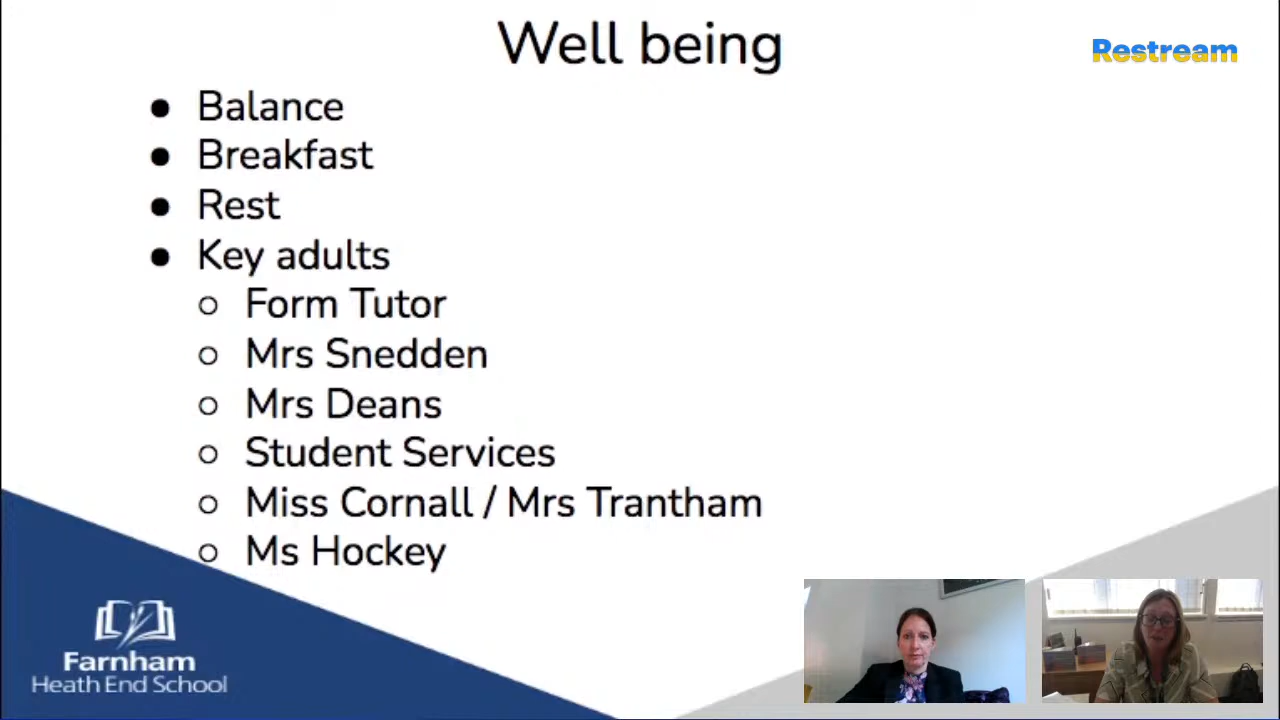 Well being
Restream
● Balance
● Breakfast
● Rest
● Key adults
○ Form Tutor
○ Mrs Snedden
○ Mrs Deans
○ Student Services
○ Miss Cornall / Mrs Trantham
○ Ms Hockey
Farnham
Heath End School